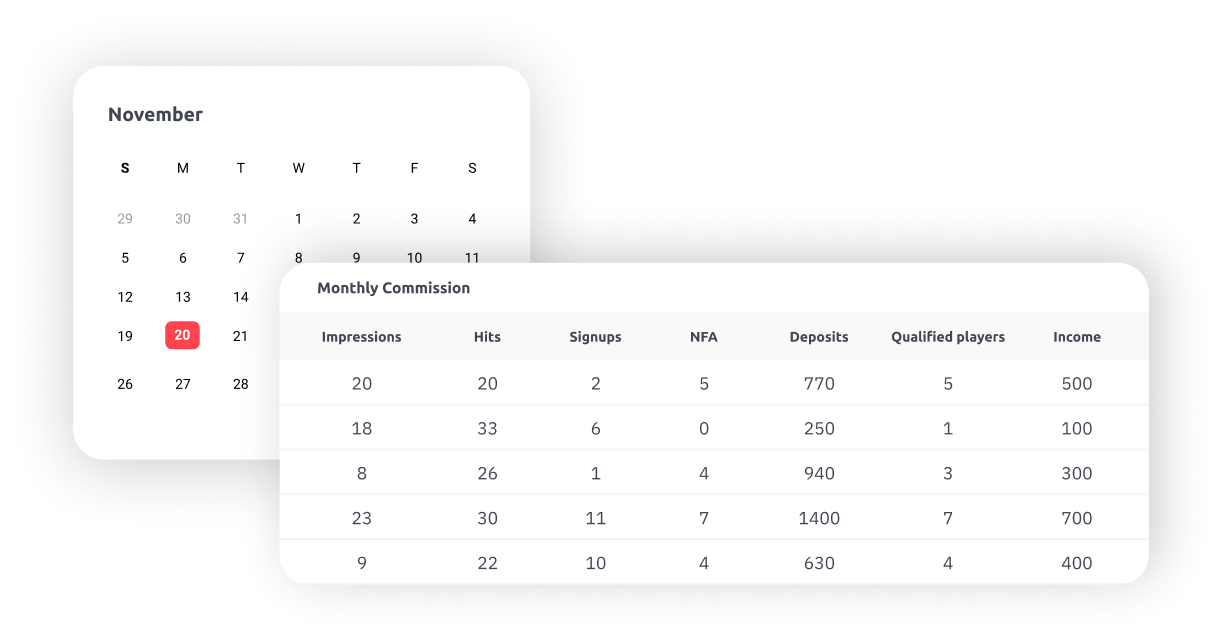 November
S M T W T F S
29 30 31 1 2 3 4
5 6 7 8 9 10 11
12 13 14
19 20 21
26 27 28
Monthly Commission
Impressions Hits Signups NFA Deposits Qualified players Income
20 20 2 5 770 5 500
18 33 6 0 250 1 100
8 26 1 4 940 3 300
23 30 11 7 1400 7 700
9 22 10 4 630 4 400